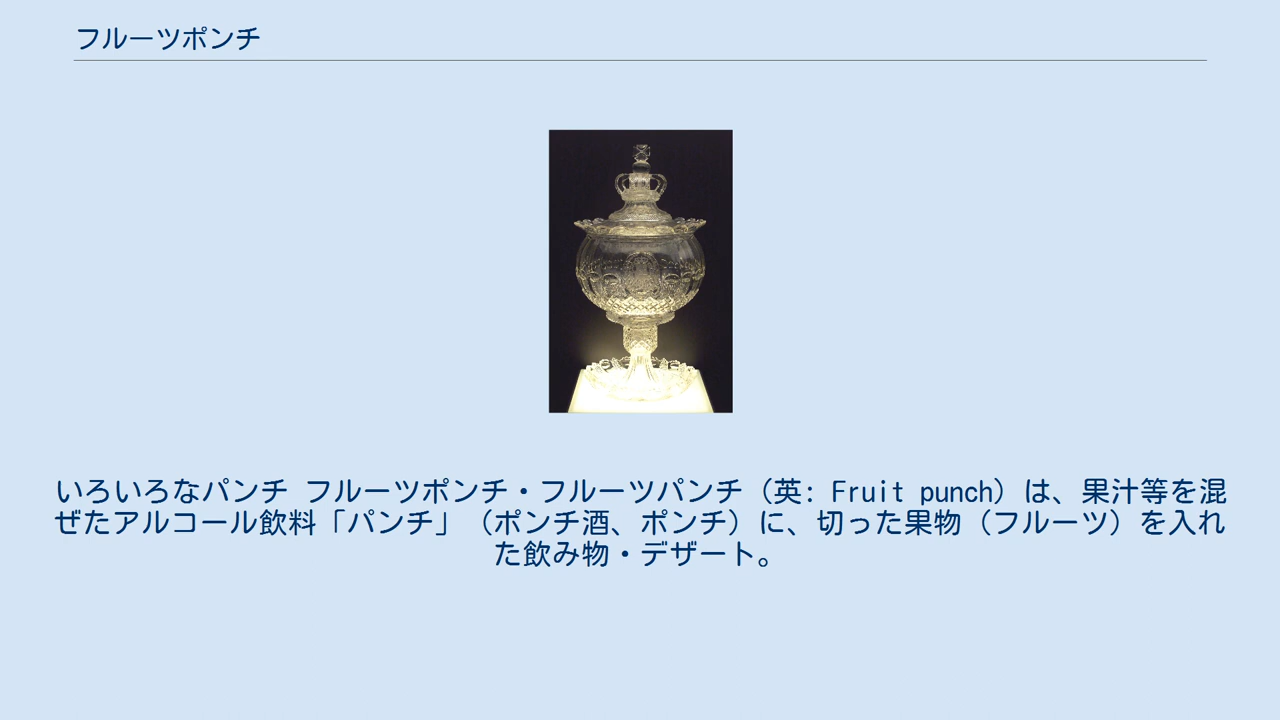 フルーツポンチ
いろいろなパンチ フルーツポンチ・フルーツパンチ（英: Fruit punch）は、果汁等を混
ぜたアルコール飲料「パンチ」（ポンチ酒、ポンチ）に、切った果物（フルーツ）を入れ
た飲み物・デザート。